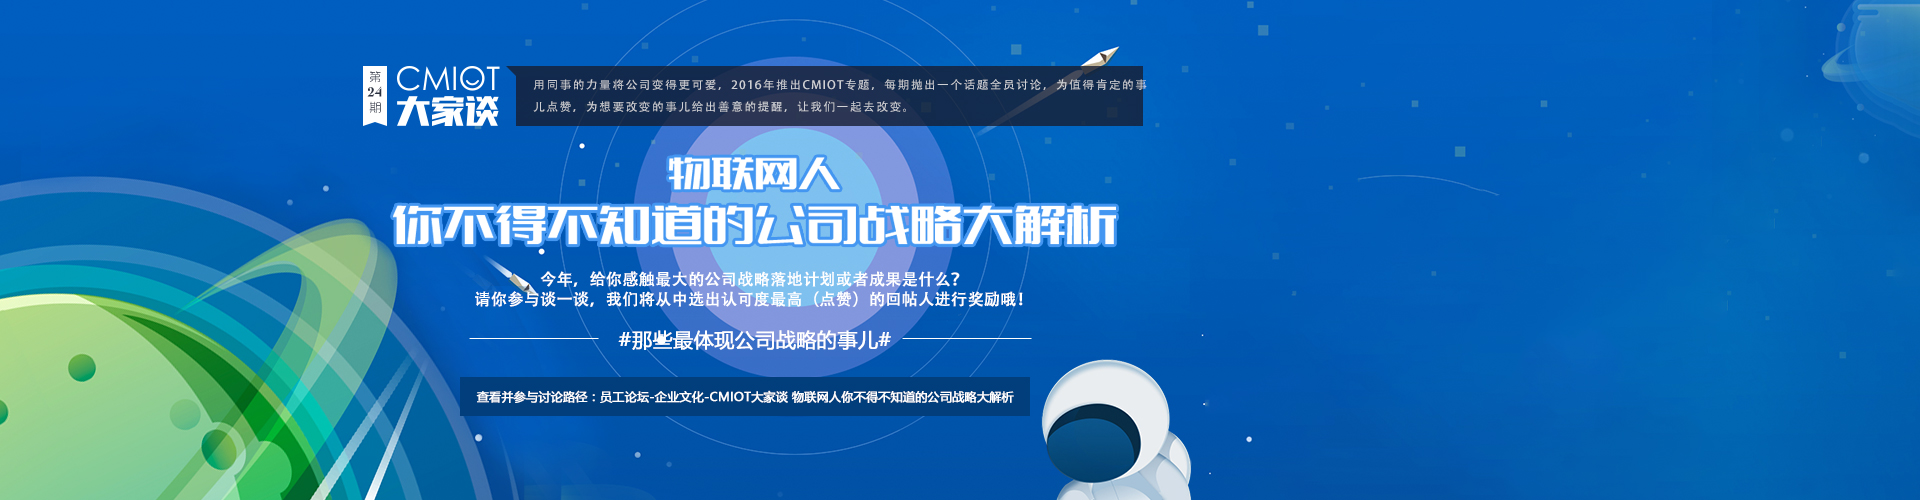 第
24
期
CMIOT
大家谈
用同事的力量将公司变得更可爱，2016年推出CMIOT专题，每期抛出一个话题全员讨论，为值得肯定的事
儿点赞，为想要改变的事儿给出善意的提醒，让我们一起去改变。
物联网人
你不得不知道的公司战略大解析
今年，给你感触最大的公司战略落地计划或者成果是什么？
请你参与谈一谈，我们将从中选出认可度最高（点赞）的回帖人进行奖励哦！
#那些最体现公司战略的事儿#
查看并参与讨论路径：员工论坛-企业文化-CMIOT大家谈 物联网人你不得不知道的公司战略大解析